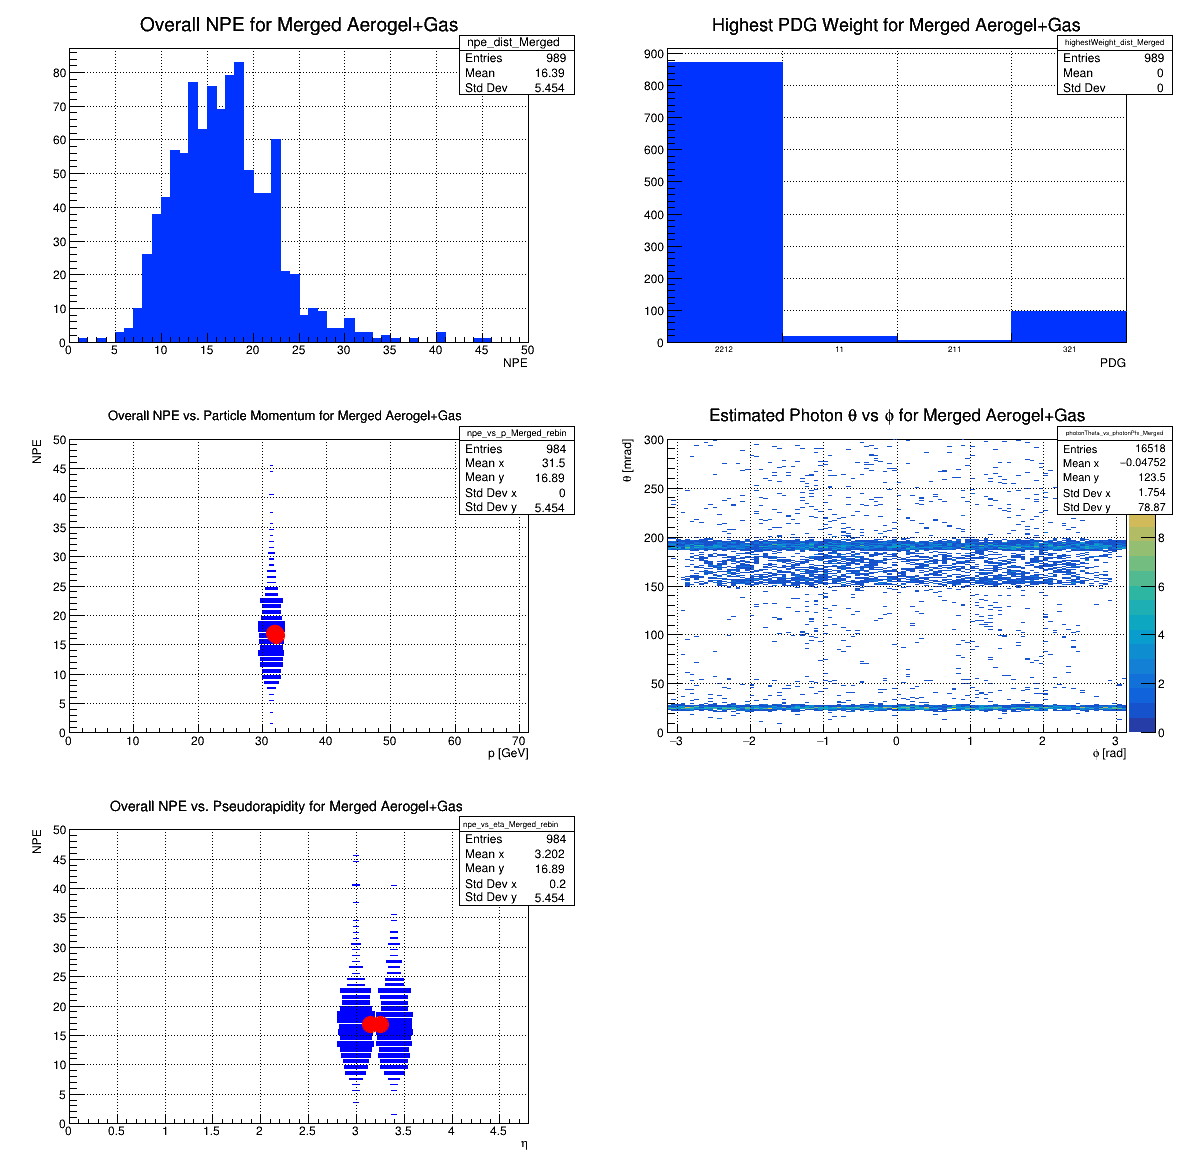 Overall NPE for Merged Aerogel+Gas
npe_dist_Merged
Entries 989
Mean 16.39
Std Dev 5.454
80
70
60
50
40
30
20
10
0
0 5 10 15 20 25 30 35 40 45 50
NPE
Highest PDG Weight for Merged Aerogel+Gas
highestWeight_dist_Merged
Entries 989
Mean 0
Std Dev 0
900
800
700
600
500
400
300
200
100
0
2212 11 211 321
PDG
Overall NPE vs. Particle Momentum for Merged Aerogel+Gas
npe_vs_p_Merged_rebin
Entries 984
Mean x 31.5
Mean y 16.89
Std Dev x 0
Std Dev y 5.454
NPE
50
45
40
35
30
25
20
15
10
5
0
0 10 20 30 40 50 60 70
p [GeV]
Estimated Photon θ vs ϕ for Merged Aerogel+Gas
photonTheta_vs_photonPhi_Merged
Entries 16518
Mean x −0.04752
Mean y 123.5
Std Dev x 1.754
Std Dev y 78.87
θ [mrad]
300
250
200
150
100
50
0
−3 −2 −1 0 1 2 3
ϕ [rad]
8
6
4
2
0
Overall NPE vs. Pseudorapidity for Merged Aerogel+Gas
npe_vs_eta_Merged_rebin
Entries 984
Mean x 3.202
Mean y 16.89
Std Dev x 0.2
Std Dev y 5.454
NPE
50
45
40
35
30
25
20
15
10
5
0
0 0.5 1 1.5 2 2.5 3 3.5 4 4.5
η